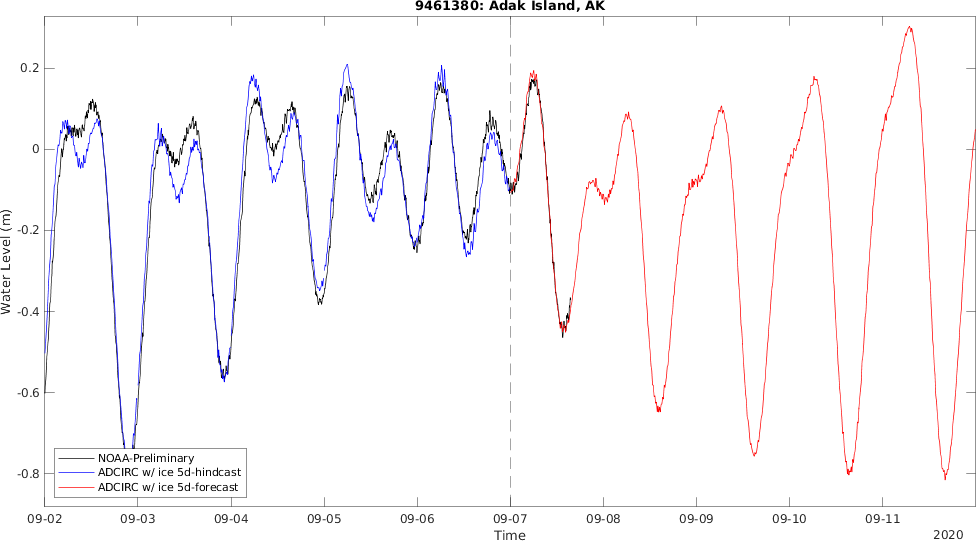 9461380: Adak Island, AK
0.2
0
-0.2
-0.4
-0.6
-0.8
Water Level (m)
NOAA-Preliminary
ADCIRC w/ ice 5d-hindcast
ADCIRC w/ ice 5d-forecast
09-02 09-03 09-04 09-05 09-06 09-07 09-08 09-09 09-10 09-11
Time
2020